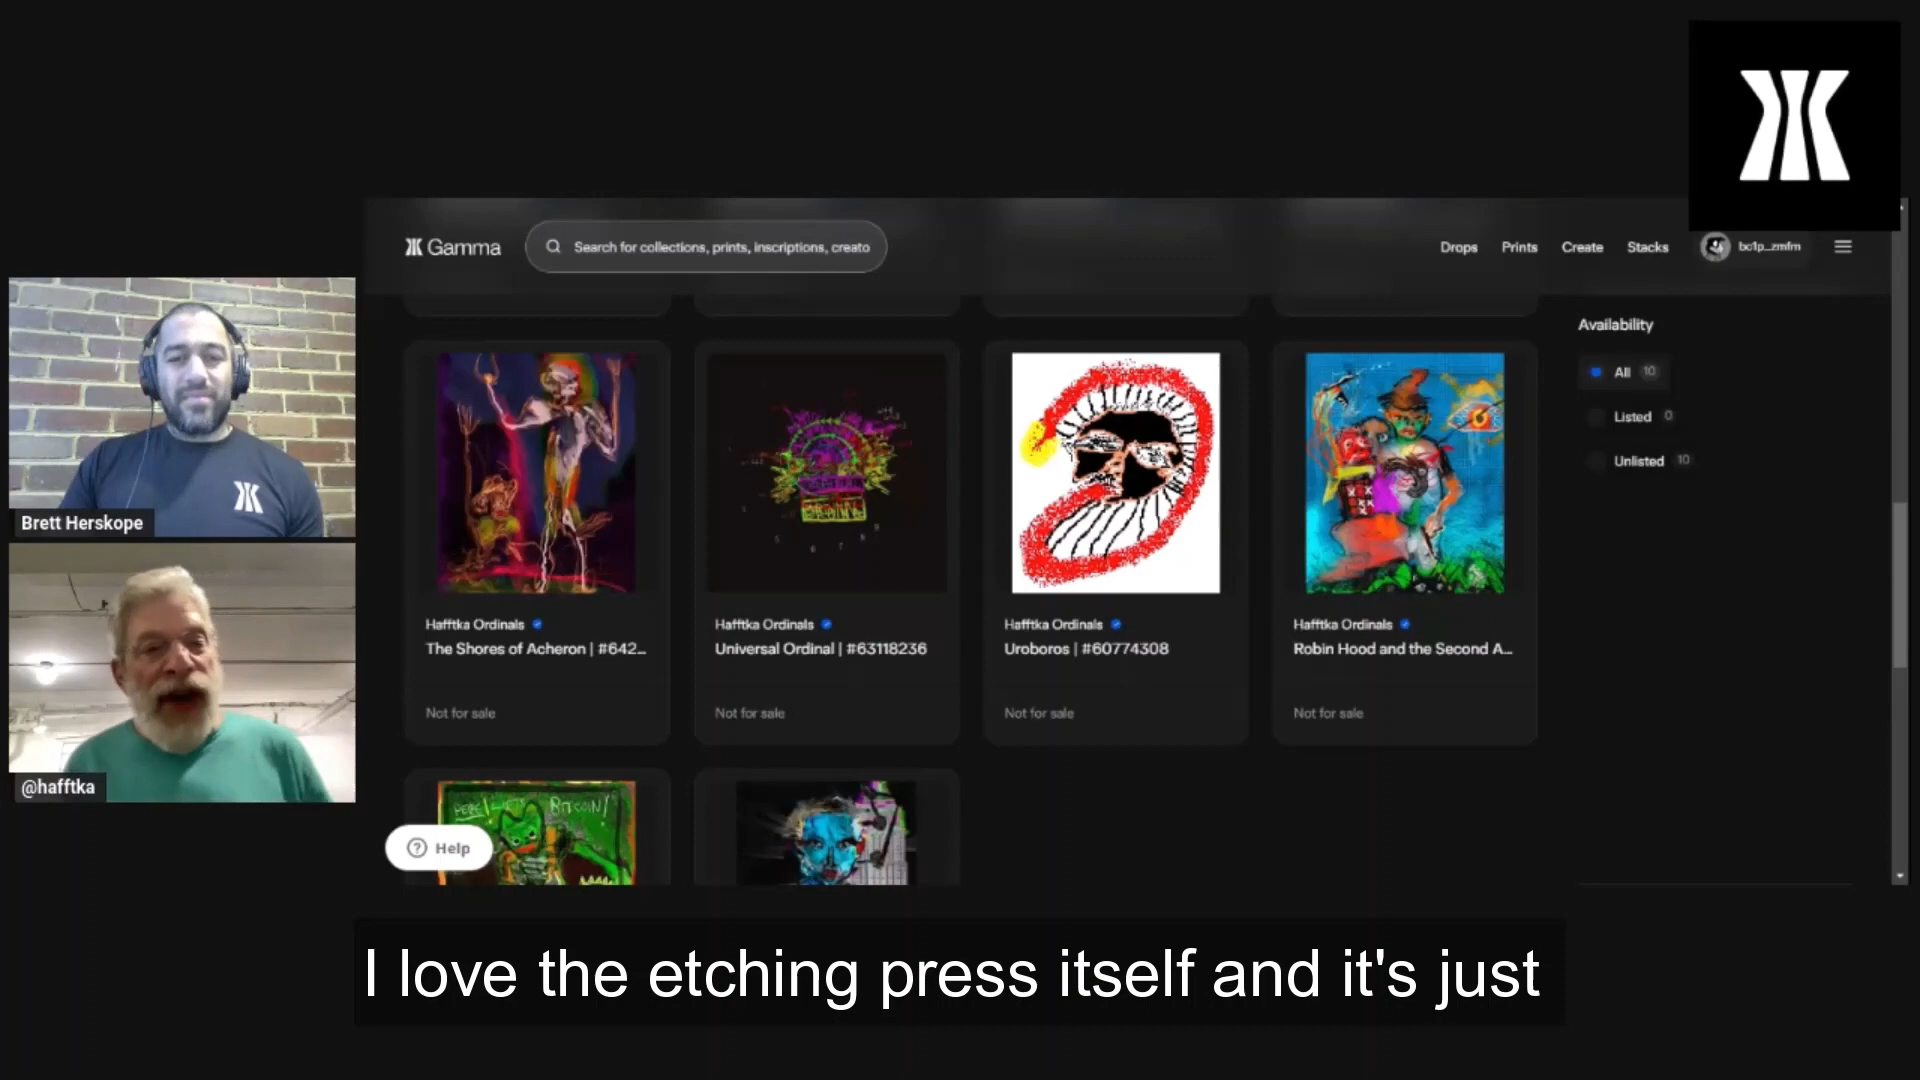 Gamma
Search for collections, prints, inscriptions, creato
Drops
Prints
Create
Stacks
bc1p_zmfm
Availability
All 10
Listed 0
Unlisted 10
Brett Herskope
@hafftka
Hafftka Ordinals
The Shores of Acheron | #642...
Not for sale
Hafftka Ordinals
Universal Ordinal | #63118236
Not for sale
Hafftka Ordinals
Uroboros | #60774308
Not for sale
Hafftka Ordinals
Robin Hood and the Second A...
Not for sale
BITCOIN!
Help
I love the etching press itself and it's just